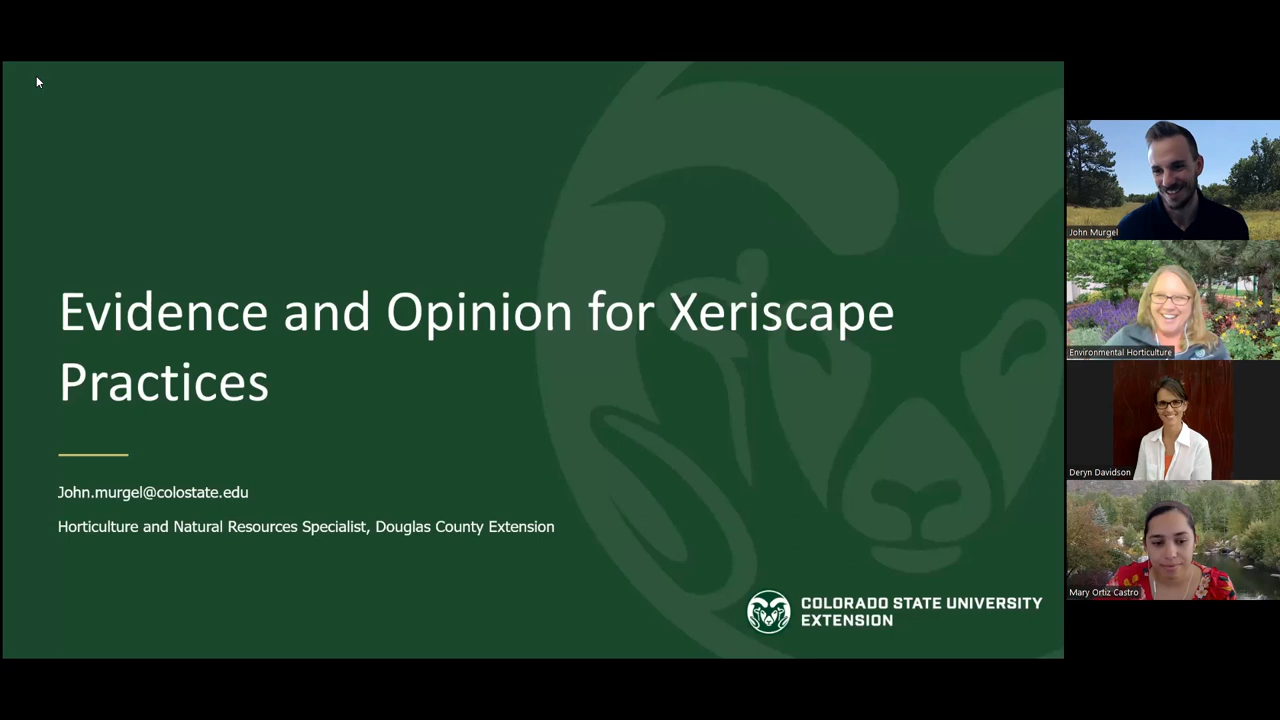 Evidence and Opinion for Xeriscape
Practices
John.murgel@colostate.edu
Horticulture and Natural Resources Specialist, Douglas County Extension
COLORADO STATE UNIVERSITY
EXTENSION
John Murgel
Environmental Horticulture
Deryn Davidson
Mary Ortiz Castro